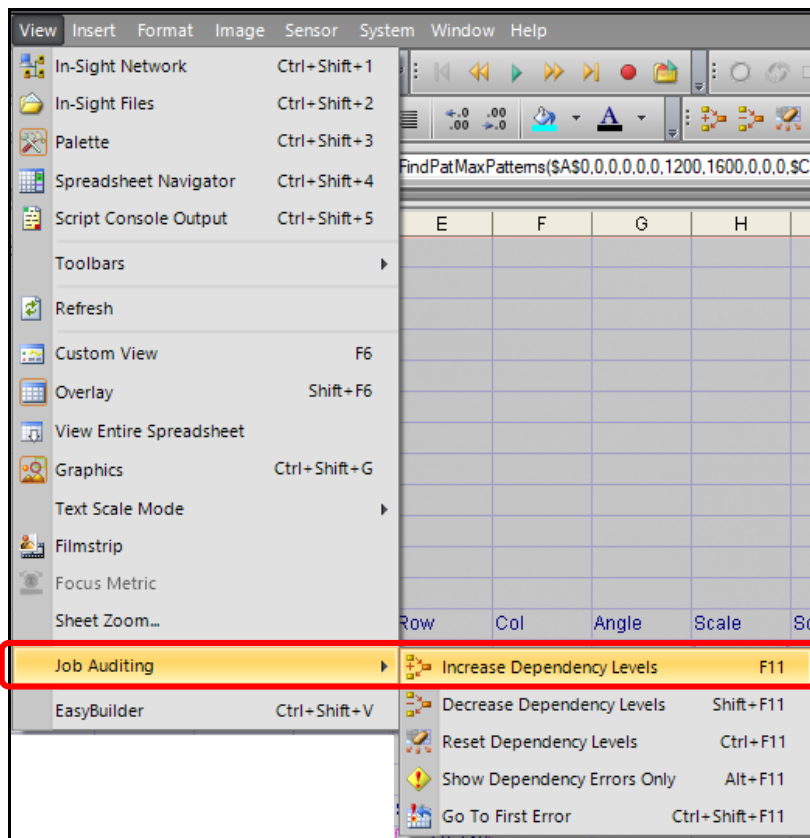 View Insert Format Image Sensor System Window Help
In-Sight Network Ctrl+Shift+1
In-Sight Files Ctrl+Shift+2
Palette Ctrl+Shift+3
Spreadsheet Navigator Ctrl+Shift+4
Script Console Output Ctrl+Shift+5
Toolbars
Refresh
Custom View F6
Overlay Shift+F6
View Entire Spreadsheet
Graphics Ctrl+Shift+G
Text Scale Mode
Filmstrip
Focus Metric
Sheet Zoom...
Job Auditing
EasyBuilder Ctrl+Shift+V
.0 .00
.00 .0
A
FindPatMaxPatterns($A$0,0,0,0,0,0,1200,1600,0,0,0,$C
E F G H
Row Col Angle Scale Sc
Increase Dependency Levels F11
Decrease Dependency Levels Shift+F11
Reset Dependency Levels Ctrl+F11
Show Dependency Errors Only Alt+F11
Go To First Error Ctrl+Shift+F11